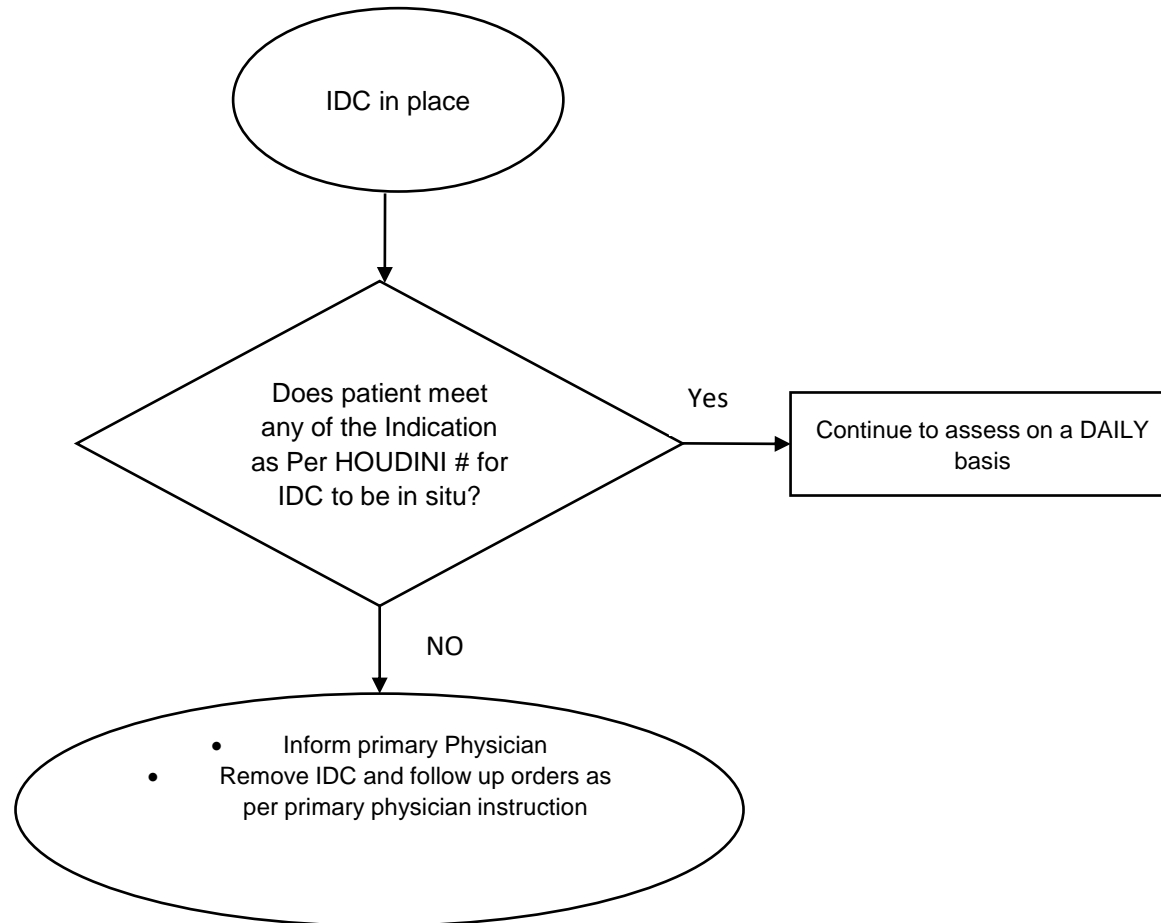 IDC in place
Does patient meet
any of the Indication
as Per HOUDINI # for
IDC to be in situ?
Yes
Continue to assess on a DAILY
basis
NO
• Inform primary Physician
• Remove IDC and follow up orders as
per primary physician instruction